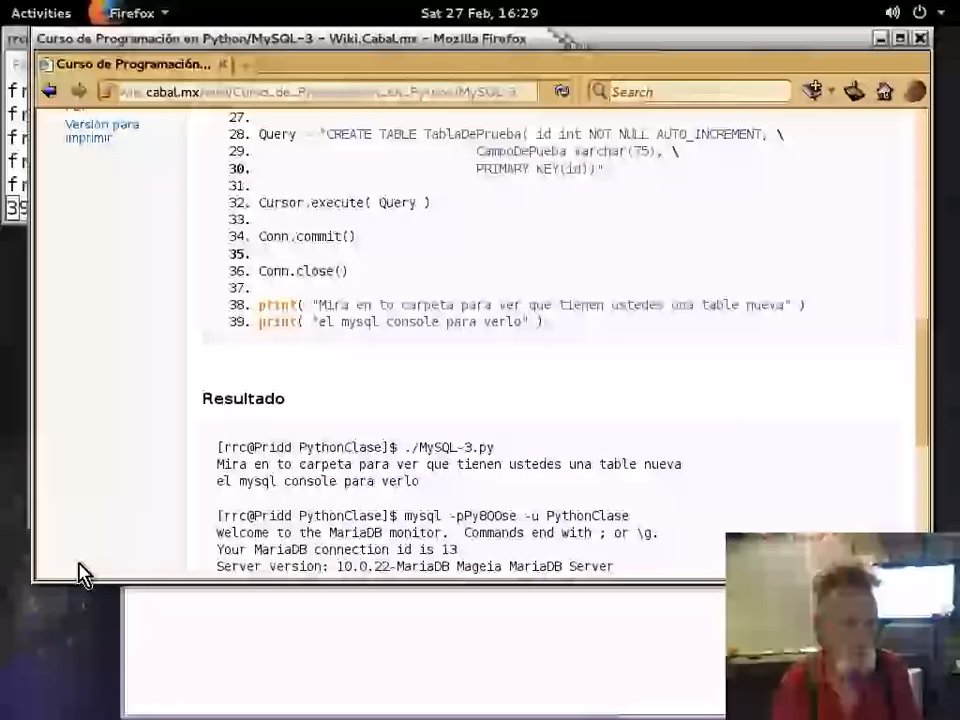 Activities Firefox Sat 27 Feb, 16:29
Curso de Programación en Python/MySQL-3 - Wiki.Cabal.mx - Mozilla Firefox
Curso de Programación...
cabal.mx Search
Versión para
imprimir
27.
28. Query = "CREATE TABLE TablaDePrueba( id int NOT NULL AUTO_INCREMENT, \
29. CampoDePueba varchar(75), \
30. PRIMARY KEY(id))"
31.
32. Cursor.execute( Query )
33.
34. Conn.commit()
35.
36. Conn.close()
37.
38. print( "Mira en to carpeta para ver que tienen ustedes una table nueva" )
39. print( "el mysql console para verlo" )
Resultado
[rrc@Pridd PythonClase]$ ./MySQL-3.py
Mira en to carpeta para ver que tienen ustedes una table nueva
el mysql console para verlo
[rrc@Pridd PythonClase]$ mysql -pPy8OOse -u PythonClase
Welcome to the MariaDB monitor. Commands end with ; or \g.
Your MariaDB connection id is 13
Server version: 10.0.22-MariaDB Mageia MariaDB Server